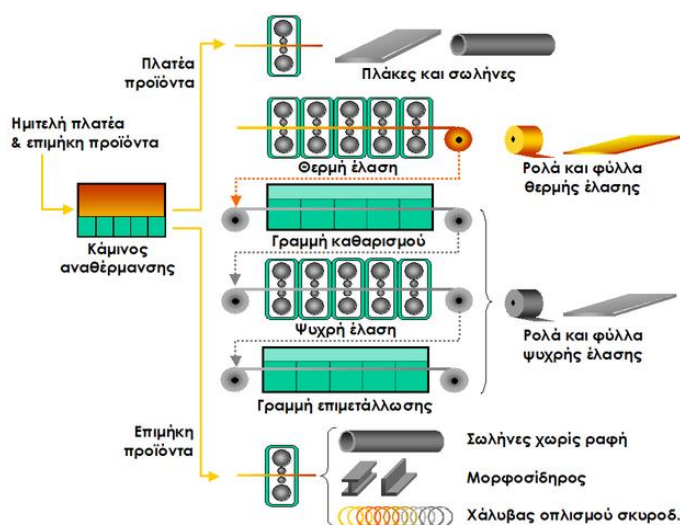 Πλατέα
προϊόντα
Πλάκες και σωλήνες
Ημιτελή πλατέα
& επιμήκη προϊόντα
Θερμή έλαση
Ρολά και φύλλα
θερμής έλασης
Κάμινος
αναθέρμανσης
Γραμμή καθαρισμού
Ψυχρή έλαση
Ρολά και φύλλα
ψυχρής έλασης
Γραμμή επιμετάλλωσης
Επιμήκη
προϊόντα
Σωλήνες χωρίς ραφή
Μορφοσίδηρος
Χάλυβας οπλισμού σκυροδ.